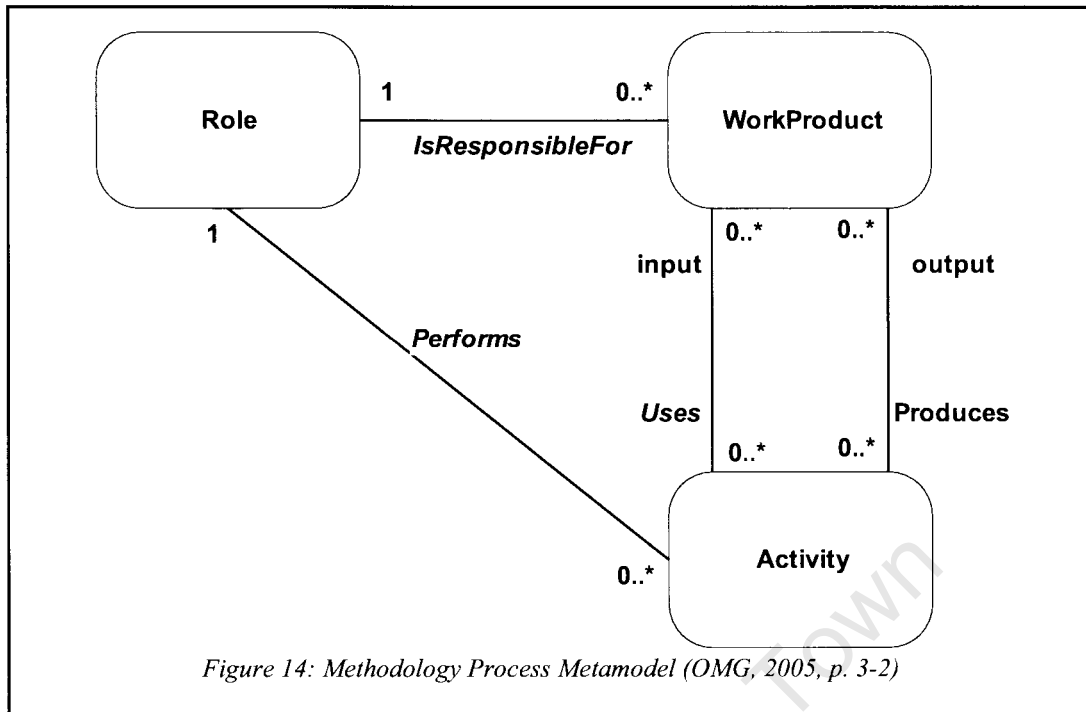 Role
1
0..*
IsResponsibleFor
WorkProduct
1
0..*
0..*
input
output
Performs
Uses
Produces
0..*
0..*
0..*
Activity
Town
Figure 14: Methodology Process Metamodel (OMG, 2005, p. 3-2)